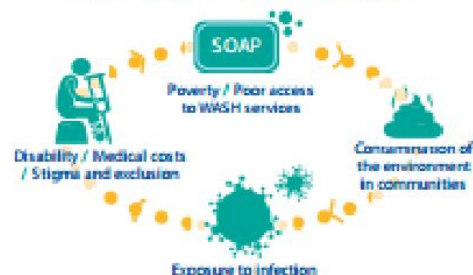 SOAP
Poverty / Poor access
to WASH services
Disability / Medical costs
/ Stigma and exclusion
Contamination of
the environment
in communities
Exposure to infection